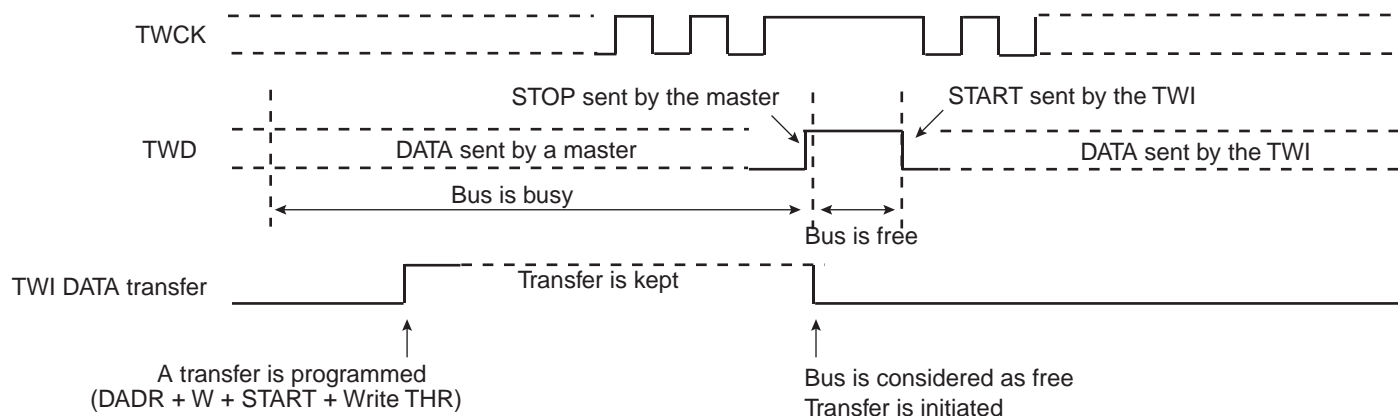 TWCK
STOP sent by the master
START sent by the TWI
TWD
DATA sent by a master
DATA sent by the TWI
Bus is busy
Bus is free
TWI DATA transfer
Transfer is kept
A transfer is programmed
(DADR + W + START + Write THR)
Bus is considered as free
Transfer is initiated